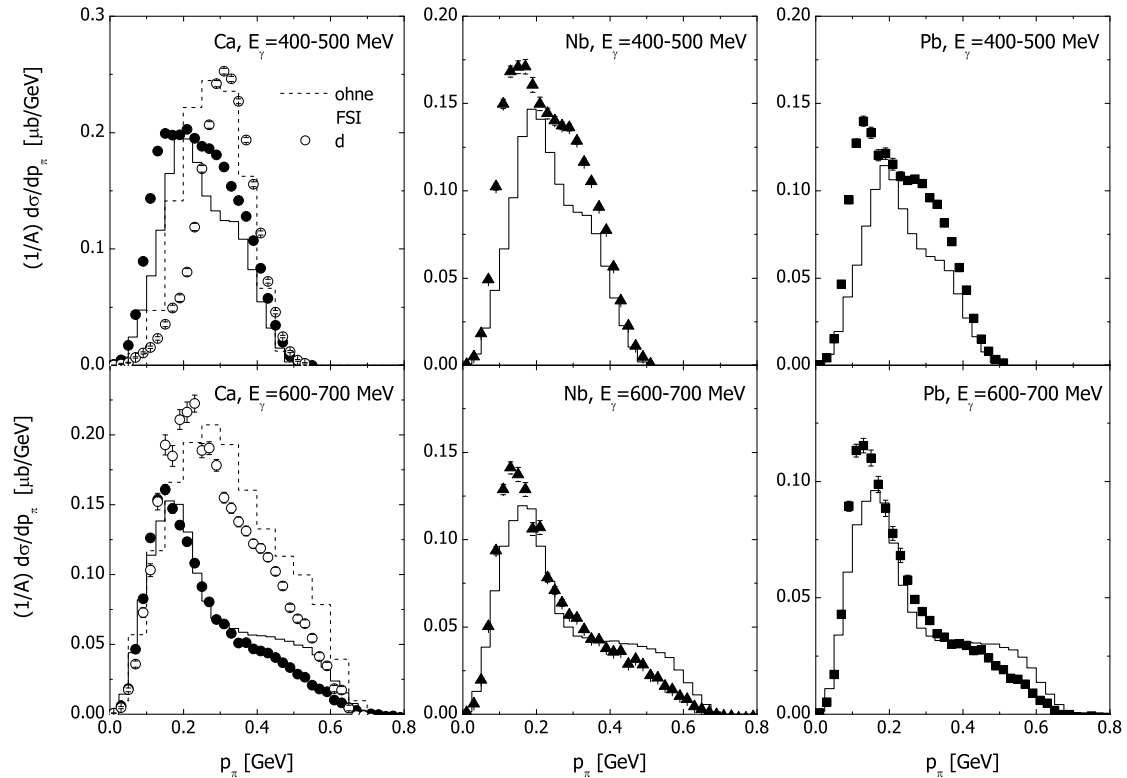 0.3
0.2
0.1
0.0
(1/A) dσ/dp_π [μb/GeV]
Ca, E_γ=400-500 MeV
ohne
FSI
d
0.20
0.15
0.10
0.05
0.00
Nb, E_γ=400-500 MeV
0.20
0.15
0.10
0.05
0.00
Pb, E_γ=400-500 MeV
0.20
0.15
0.10
0.05
0.00
(1/A) dσ/dp_π [μb/GeV]
Ca, E_γ=600-700 MeV
0.0 0.2 0.4 0.6 0.8
p_π [GeV]
0.15
0.10
0.05
0.00
Nb, E_γ=600-700 MeV
0.0 0.2 0.4 0.6 0.8
p_π [GeV]
0.10
0.05
0.00
Pb, E_γ=600-700 MeV
0.0 0.2 0.4 0.6 0.8
p_π [GeV]